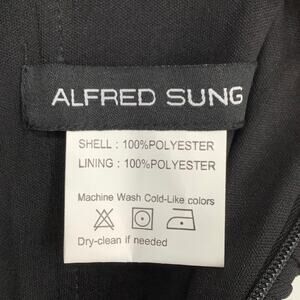 ALFRED SUNG
SHELL : 100%POLYESTER
LINING : 100%POLYESTER
Machine Wash Cold-Like colors
Dry-clean if needed